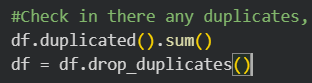 #Check in there any duplicates,
df.duplicated().sum()
df = df.drop_duplicates()